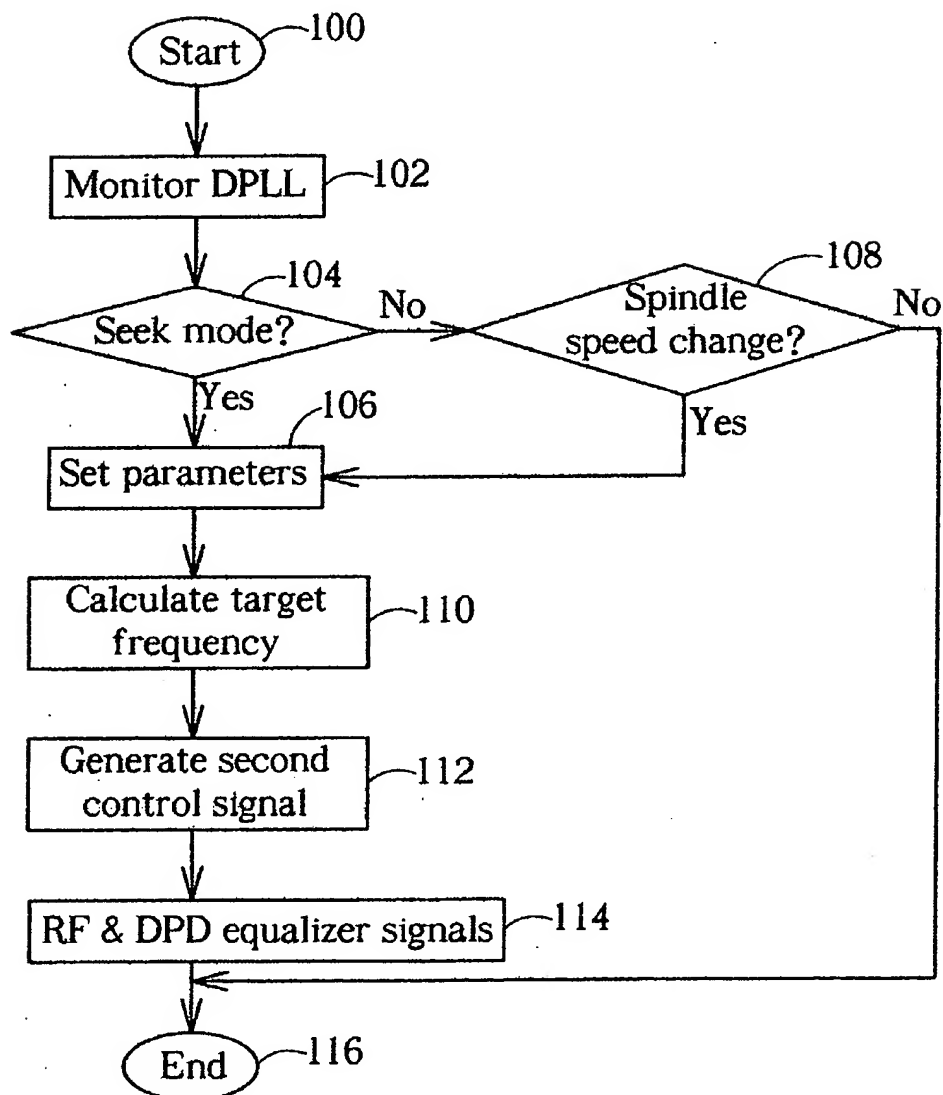 Start
100
Monitor DPLL
102
104
Seek mode?
No
Yes
108
Spindle
speed change?
No
Yes
106
Set parameters
Calculate target
frequency
110
Generate second
control signal
112
RF & DPD equalizer signals
114
End
116